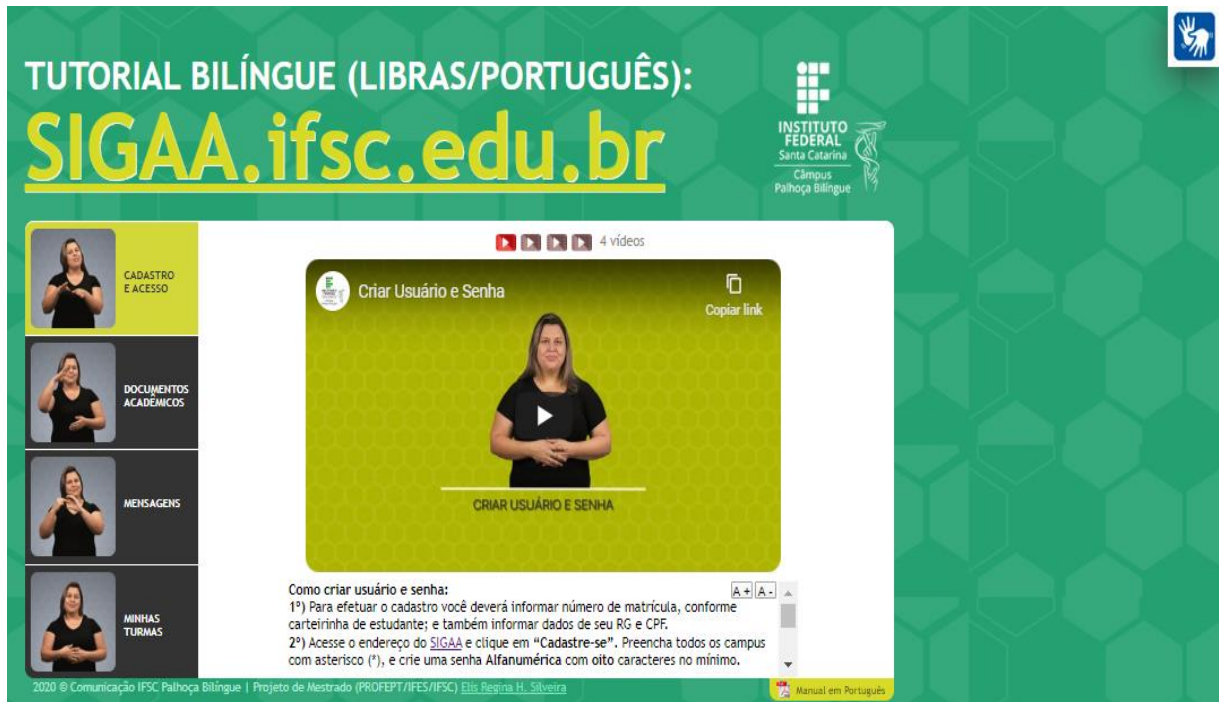 TUTORIAL BILÍNGUE (LIBRAS/PORTUGUÊS):
SIGAA.ifsc.edu.br
INSTITUTO
FEDERAL
Santa Catarina
Câmpus
Palhoça Bilíngue
CADASTRO
E ACESSO
DOCUMENTOS
ACADÊMICOS
MENSAGENS
MINHAS
TURMAS
4 vídeos
Criar Usuário e Senha
Copiar link
CRIAR USUÁRIO E SENHA
Como criar usuário e senha:
A + A -
1º) Para efetuar o cadastro você deverá informar número de matrícula, conforme
carteirinha de estudante; e também informar dados de seu RG e CPF.
2º) Acesse o endereço do SIGAA e clique em “Cadastre-se”. Preencha todos os campus
com asterisco (*), e crie uma senha Alfanumérica com oito caracteres no mínimo.
2020 © Comunicação IFSC Palhoça Bilíngue | Projeto de Mestrado (PROFEPT/IFES/IFSC) Elis Regina H. Silveira
Manual em Português